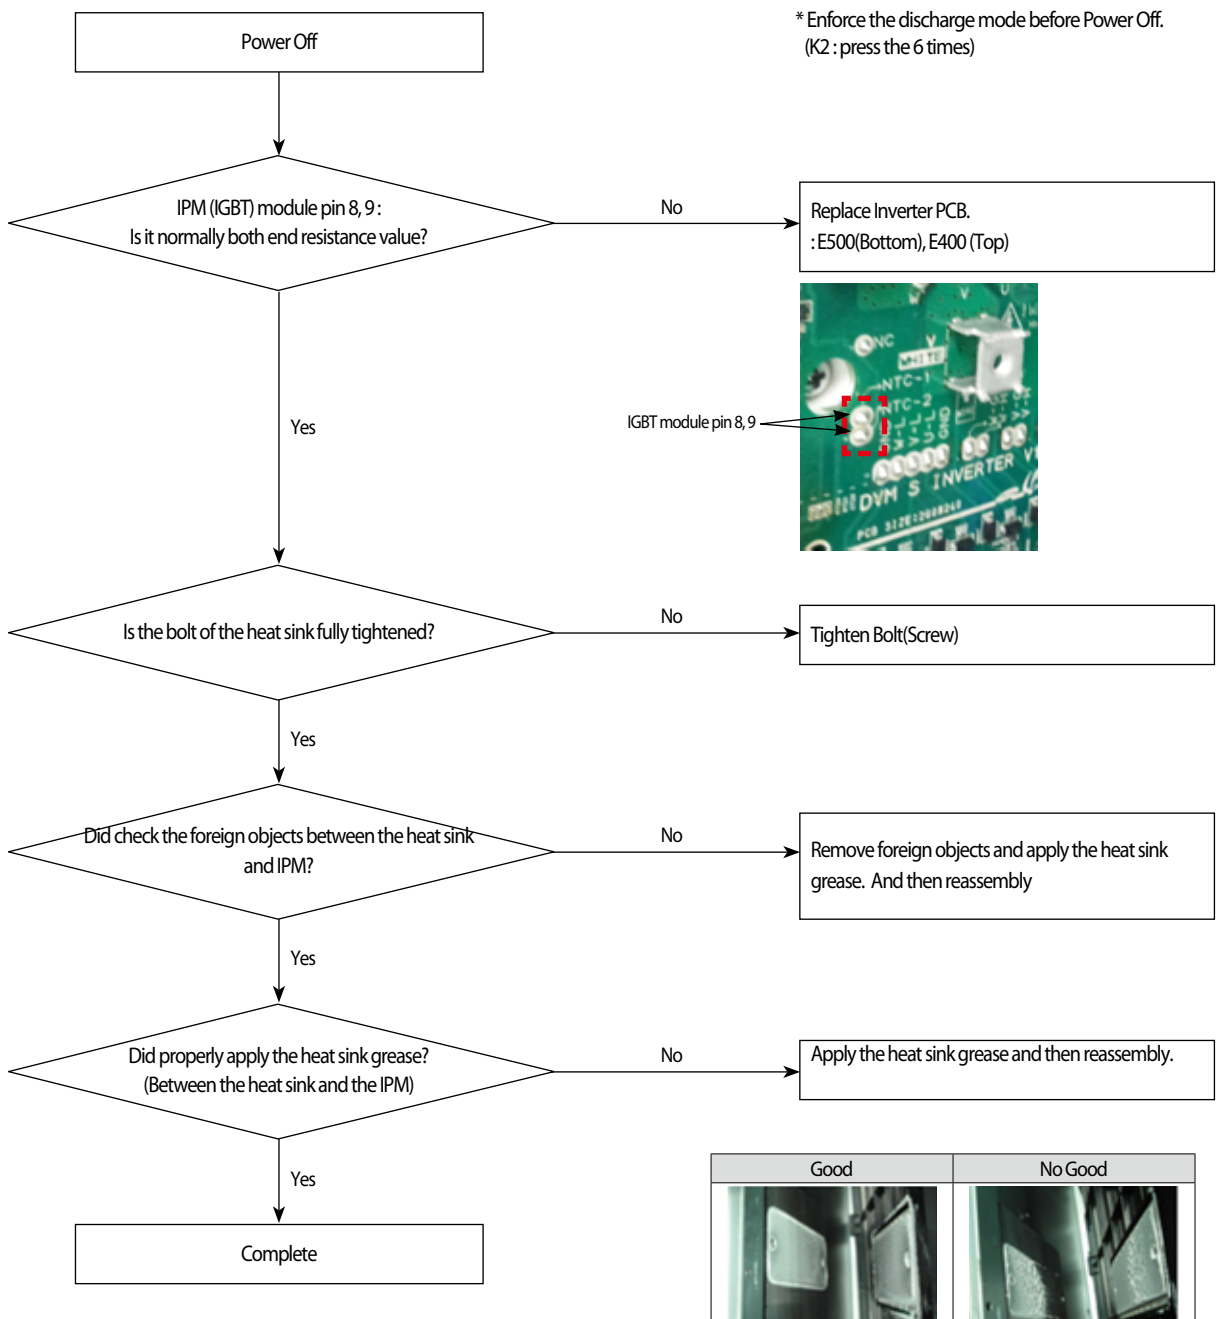 Power Off
* Enforce the discharge mode before Power Off.
(K2 : press the 6 times)
IPM (IGBT) module pin 8, 9 :
Is it normally both end resistance value?
No
Replace Inverter PCB.
: E500(Bottom), E400 (Top)
NC
V
WHITE
NTC-1
NTC-2
W-L
V-L
U-L
GND
DVM S INVERTER
IGBT module pin 8, 9
Yes
Is the bolt of the heat sink fully tightened?
No
Tighten Bolt(Screw)
Yes
Did check the foreign objects between the heat sink
and IPM?
No
Remove foreign objects and apply the heat sink
grease. And then reassembly
Yes
Did properly apply the heat sink grease?
(Between the heat sink and the IPM)
No
Apply the heat sink grease and then reassembly.
Yes
Complete
Good
No Good